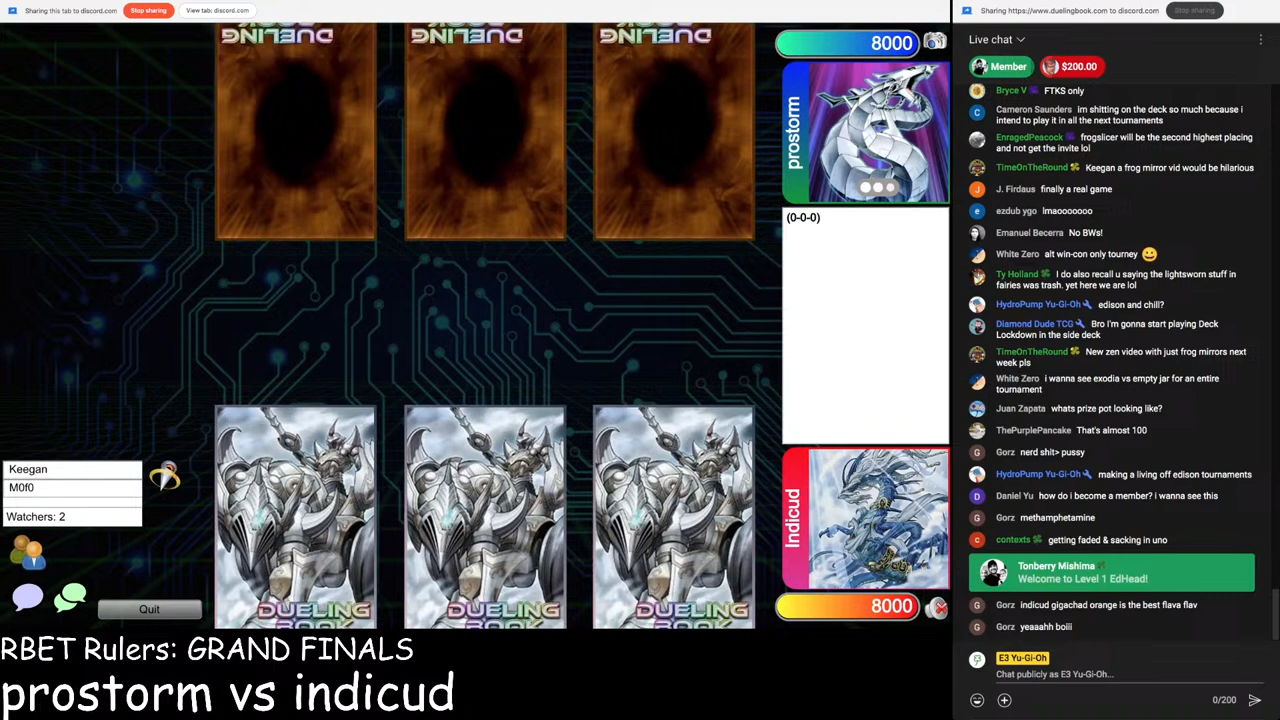 Sharing this tab to discord.com
Stop sharing
View tab: discord.com
DUELING
DUELING
DUELING
8000
prostorm
(0-0-0)
Keegan
M0f0
Watchers: 2
Quit
DUELING
BOOK
DUELING
BOOK
DUELING
BOOK
Indicud
8000
RBET Rulers: GRAND FINALS
prostorm vs indicud
Sharing https://www.duelingbook.com to discord.com
Stop sharing
Live chat
Member
$200.00
Bryce V FTKS only
Cameron Saunders im shitting on the deck so much because i
intend to play it in all the next tournaments
EnragedPeacock frogslicer will be the second highest placing
and not get the invite lol
TimeOnTheRound Keegan a frog mirror vid would be hilarious
J. Firdaus finally a real game
ezdub ygo lmaooooooo
Emanuel Becerra No BWs!
White Zero alt win-con only tourney
Ty Holland I do also recall u saying the lightsworn stuff in
fairies was trash. yet here we are lol
HydroPump Yu-Gi-Oh edison and chill?
Diamond Dude TCG Bro I'm gonna start playing Deck
Lockdown in the side deck
TimeOnTheRound New zen video with just frog mirrors next
week pls
White Zero i wanna see exodia vs empty jar for an entire
tournament
Juan Zapata whats prize pot looking like?
ThePurplePancake That's almost 100
Gorz nerd shit> pussy
HydroPump Yu-Gi-Oh making a living off edison tournaments
Daniel Yu how do i become a member? i wanna see this
Gorz methamphetamine
contexts getting faded & sacking in uno
Tonberry Mishima
Welcome to Level 1 EdHead!
Gorz indicud gigachad orange is the best flava flav
Gorz yeaaahh boiii
E3 Yu-Gi-Oh
Chat publicly as E3 Yu-Gi-Oh...
0/200